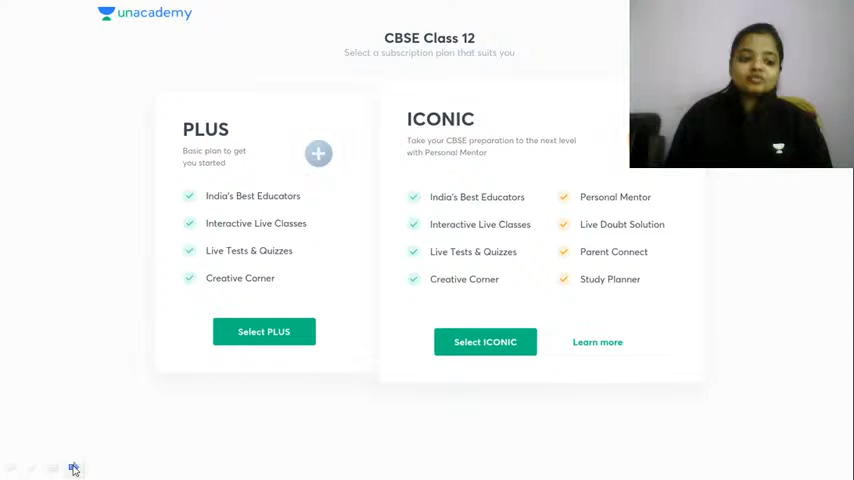 unacademy
CBSE Class 12
Select a subscription plan that suits you
PLUS
Basic plan to get
you started
India's Best Educators
Interactive Live Classes
Live Tests & Quizzes
Creative Corner
Select PLUS
ICONIC
Take your CBSE preparation to the next level
with Personal Mentor
India's Best Educators
Interactive Live Classes
Live Tests & Quizzes
Creative Corner
Personal Mentor
Live Doubt Solution
Parent Connect
Study Planner
Select ICONIC
Learn more